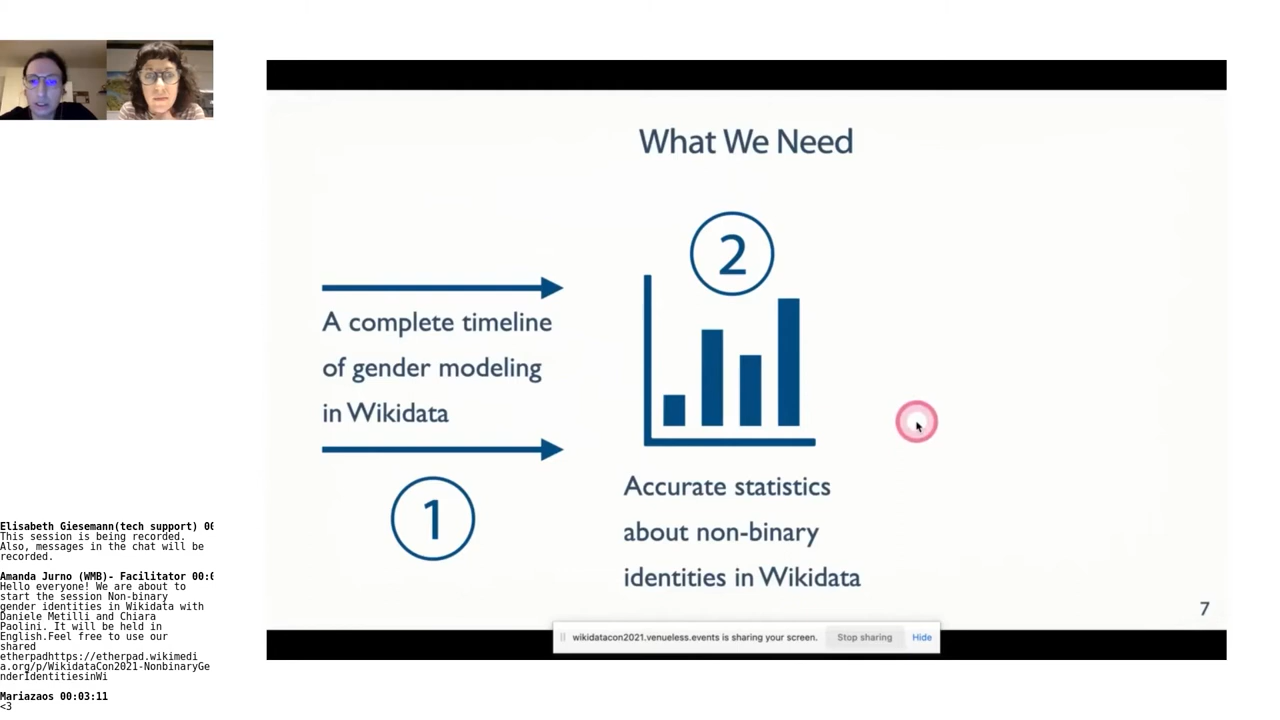 What We Need
2
A complete timeline
of gender modeling
in Wikidata
1
Accurate statistics
about non-binary
identities in Wikidata
7
wikidatacon2021.venueless.events is sharing your screen.
Stop sharing
Hide
Elisabeth Giesemann(tech support) 00
This session is being recorded.
Also, messages in the chat will be
recorded.
Amanda Jurno (WMB)- Facilitator 00:0
Hello everyone! We are about to
start the session Non-binary
gender identities in Wikidata with
Daniele Metilli and Chiara
Paolini. It will be held in
English.Feel free to use our
shared
etherpadhttps://etherpad.wikimedi
a.org/p/WikidataCon2021-NonbinaryGe
nderIdentitiesinWi
Mariazaos 00:03:11
<3